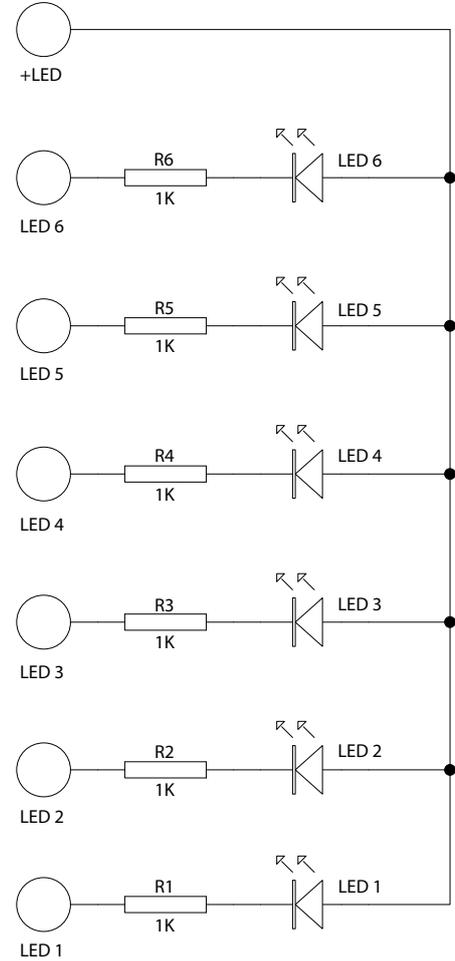 +LED
R6
LED 6
1K
LED 6
R5
LED 5
1K
LED 5
R4
LED 4
1K
LED 4
R3
LED 3
1K
LED 3
R2
LED 2
1K
LED 2
R1
LED 1
1K
LED 1